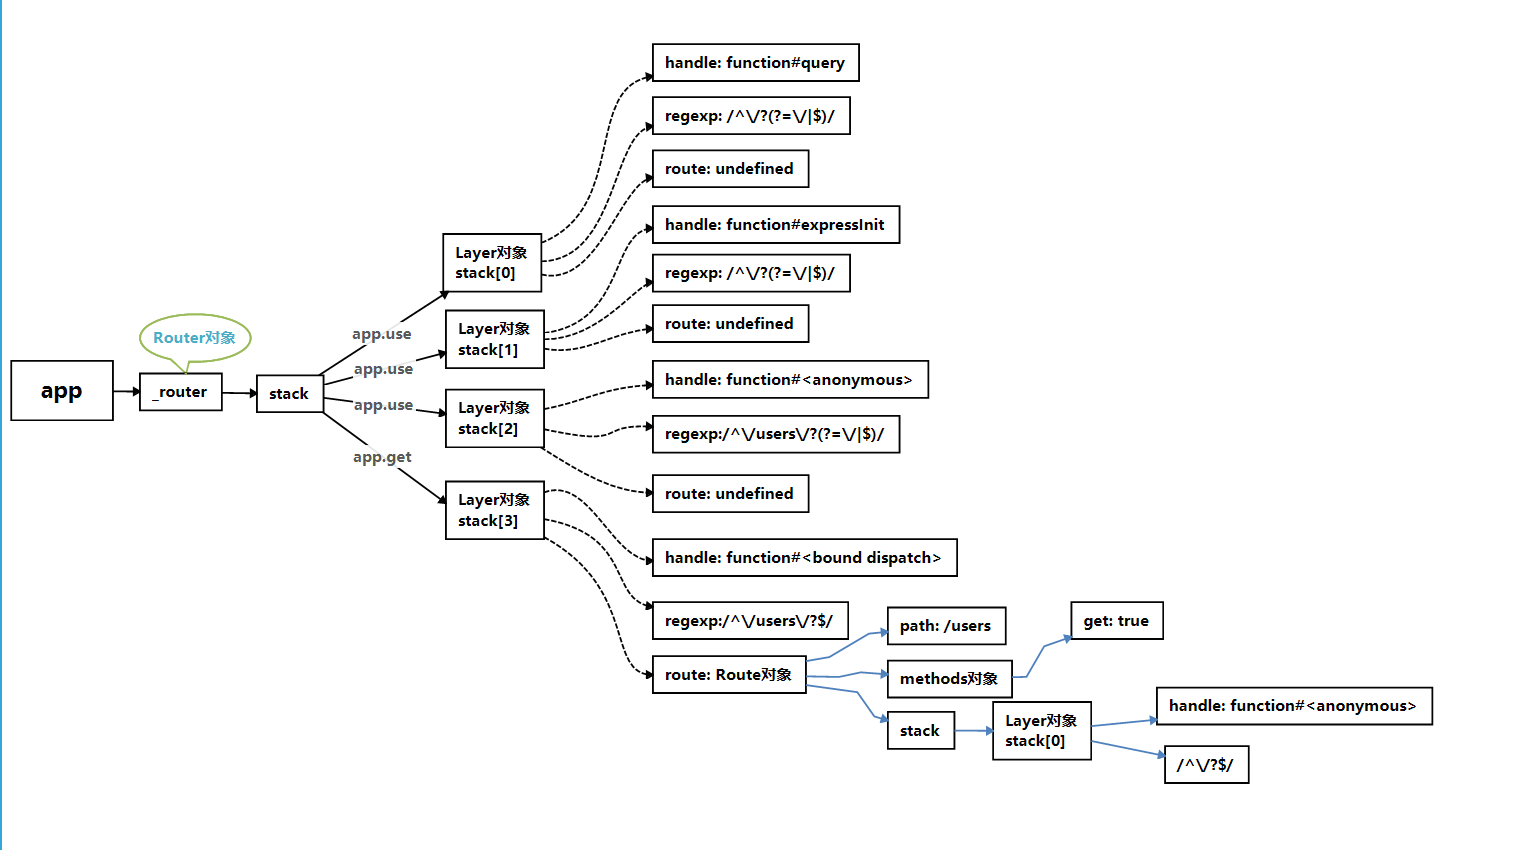 handle: function#query
regexp: /^\/?(?=\/|$)/
route: undefined
handle: function#expressInit
regexp: /^\/?(?=\/|$)/
route: undefined
Layer对象
stack[0]
app.use
Layer对象
stack[1]
app.use
Router对象
app
_router
stack
app.use
Layer对象
stack[2]
handle: function#<anonymous>
regexp:/^\/users\/?(?=\/|$)/
route: undefined
app.get
Layer对象
stack[3]
handle: function#<bound dispatch>
regexp:/^\/users\/?$/
route: Route对象
path: /users
methods对象
get: true
stack
Layer对象
stack[0]
handle: function#<anonymous>
/^\/?$/